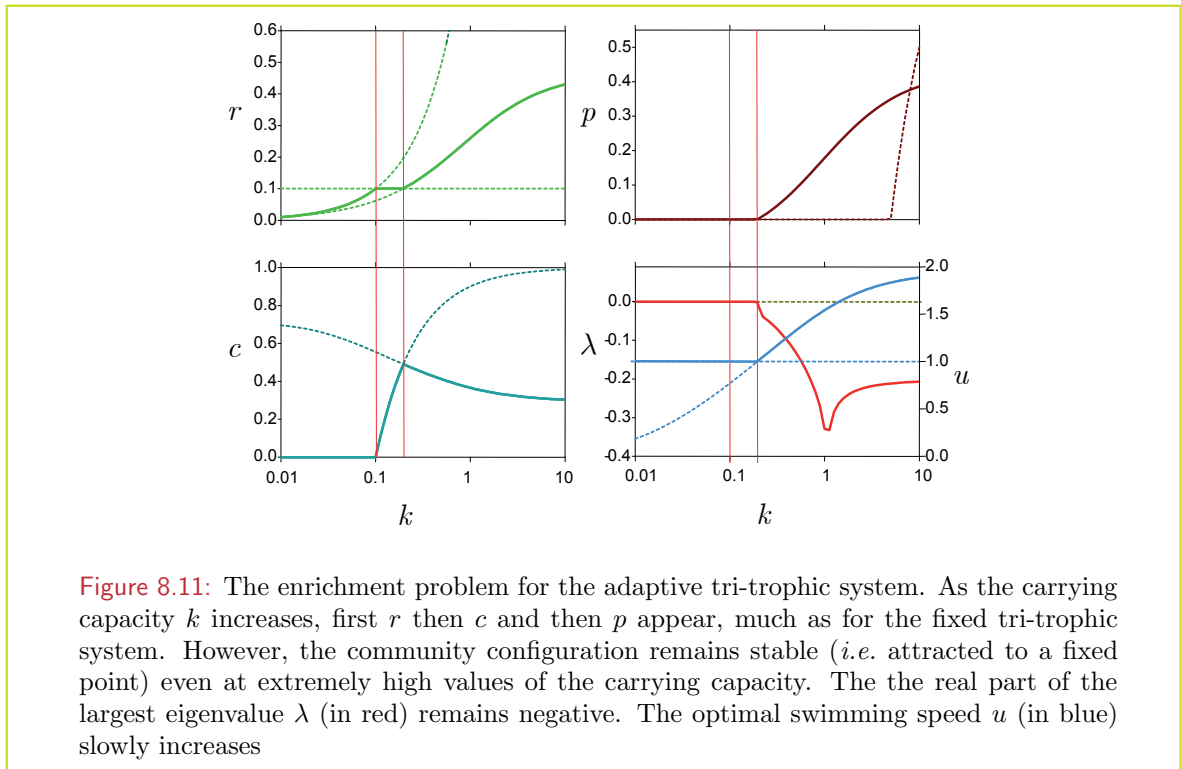 0.6
0.5
0.4
r
0.3
0.2
0.1
0.0
0.5
0.4
p
0.3
0.2
0.1
0.0
1.0
0.8
c
0.6
0.4
0.2
0.0
0.01 0.1 1 10
k
0.0
-0.1
λ
-0.2
-0.3
-0.4
2.0
1.5
1.0
u
0.5
0.0
0.01 0.1 1 10
k
Figure 8.11: The enrichment problem for the adaptive tri-trophic system. As the carrying
capacity k increases, first r then c and then p appear, much as for the fixed tri-trophic
system. However, the community configuration remains stable (i.e. attracted to a fixed
point) even at extremely high values of the carrying capacity. The the real part of the
largest eigenvalue λ (in red) remains negative. The optimal swimming speed u (in blue)
slowly increases